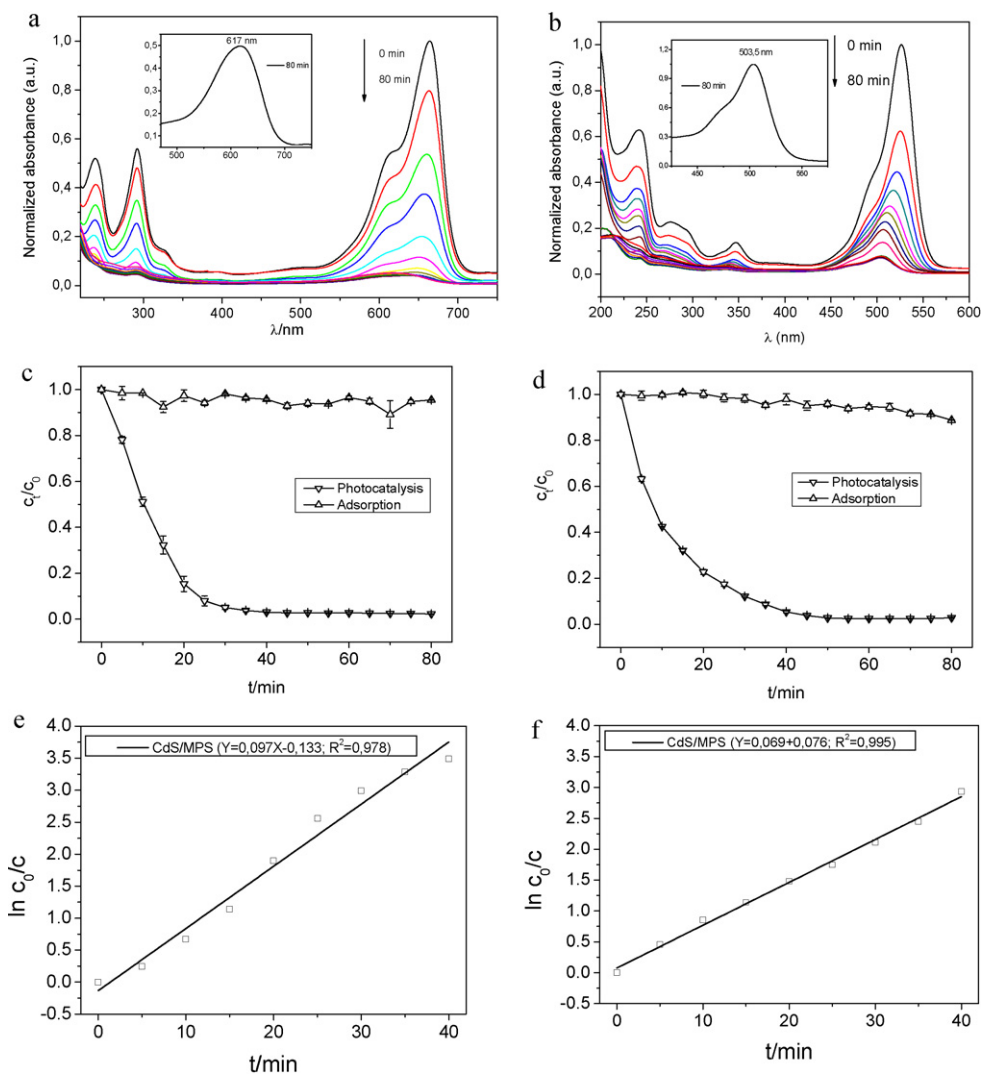 a
617 nm
0 min
80 min
80 min
0,5
0,4
0,3
0,2
0,1
500
600
700
Normalized absorbance (a.u.)
1,0
0,8
0,6
0,4
0,2
0,0
300
400
500
600
700
λ/nm
b
503,5 nm
0 min
80 min
80 min
1,2
0,9
0,6
0,3
0,0
450
500
550
Normalized absorbance (a.u.)
1,0
0,8
0,6
0,4
0,2
0,0
200
250
300
350
400
450
500
550
600
λ (nm)
c
1.0
0.8
0.6
0.4
0.2
0.0
ct/c0
Photocatalysis
Adsorption
0
20
40
60
80
t/min
d
1.0
0.8
0.6
0.4
0.2
0.0
ct/c0
Photocatalysis
Adsorption
0
20
40
60
80
t/min
e
CdS/MPS (Y=0,097X-0,133; R²=0,978)
4.0
3.5
3.0
2.5
2.0
1.5
1.0
0.5
0.0
-0.5
ln c0/c
0
10
20
30
40
t/min
f
CdS/MPS (Y=0,069+0,076; R²=0,995)
4.0
3.5
3.0
2.5
2.0
1.5
1.0
0.5
0.0
-0.5
ln c0/c
0
10
20
30
40
t/min